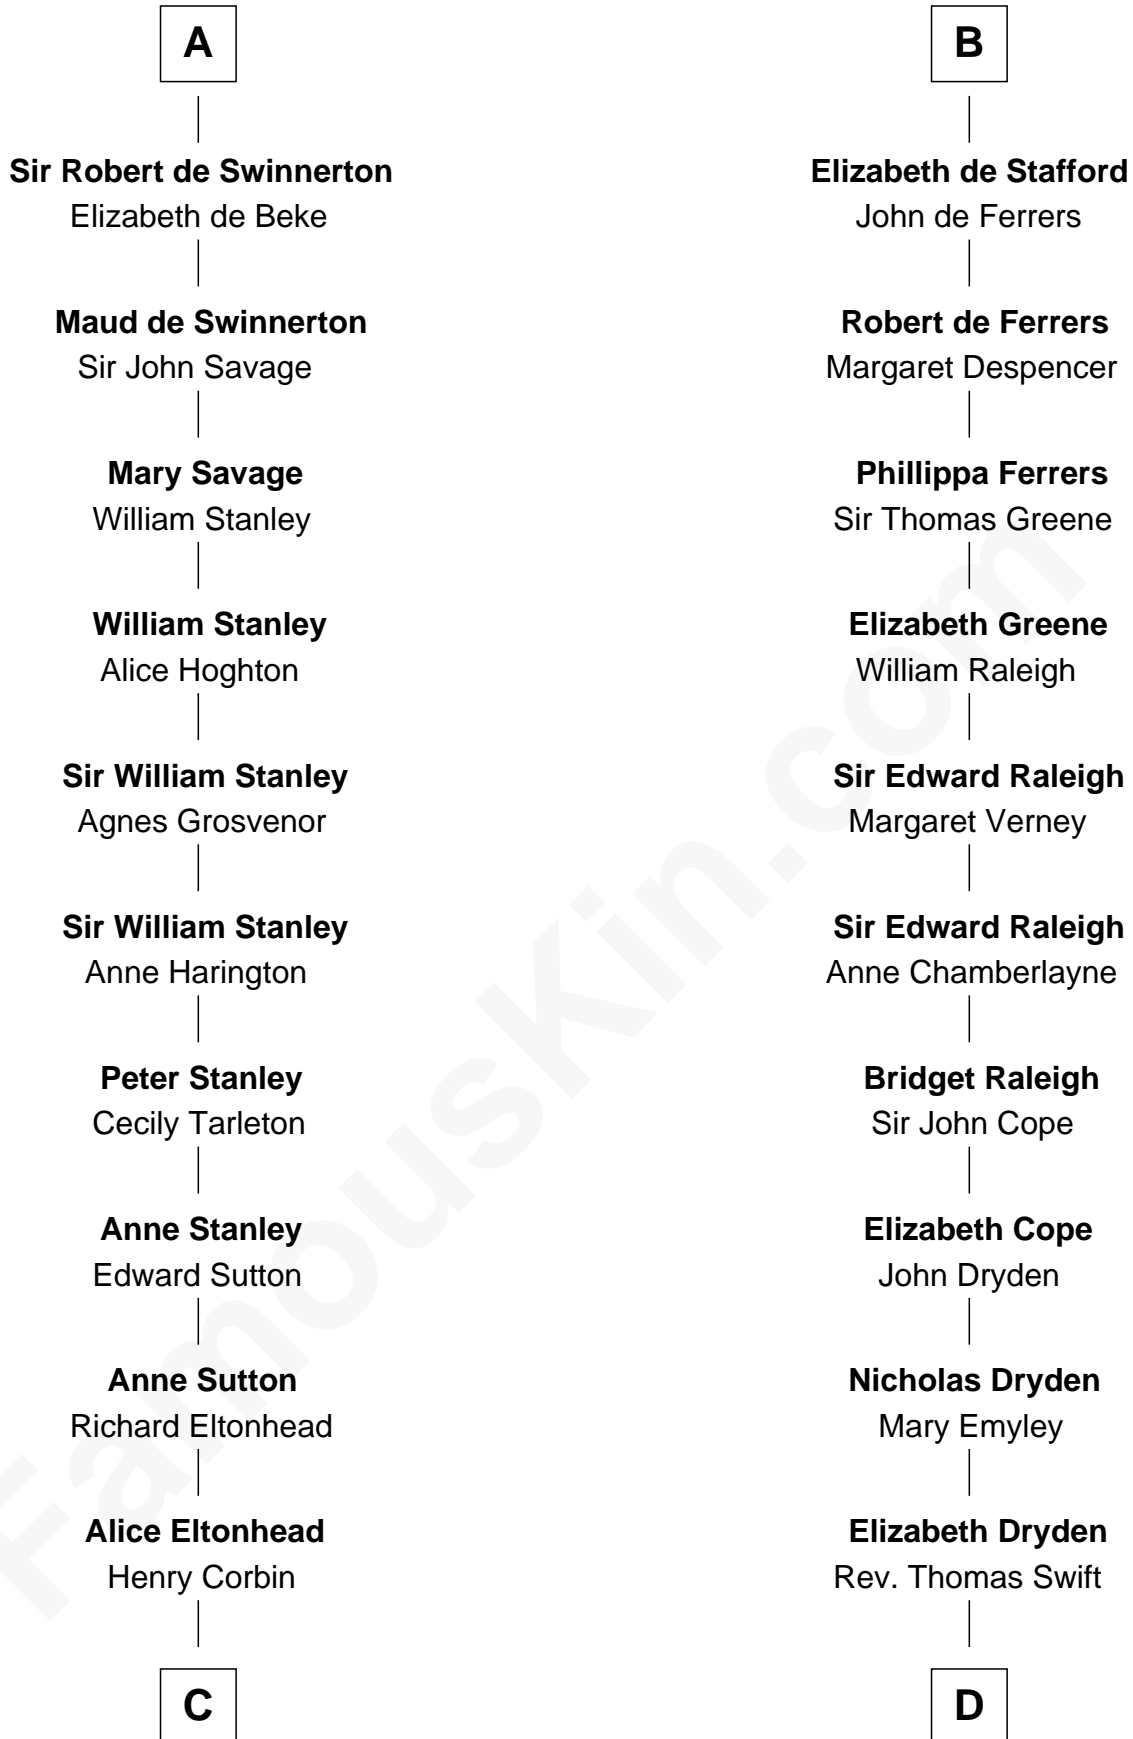 A
Sir Robert de Swinnerton
Elizabeth de Beke
Maud de Swinnerton
Sir John Savage
Mary Savage
William Stanley
William Stanley
Alice Hoghton
Sir William Stanley
Agnes Grosvenor
Sir William Stanley
Anne Harington
Peter Stanley
Cecily Tarleton
Anne Stanley
Edward Sutton
Anne Sutton
Richard Eltonhead
Alice Eltonhead
Henry Corbin
C
B
Elizabeth de Stafford
John de Ferrers
Robert de Ferrers
Margaret Despencer
Phillippa Ferrers
Sir Thomas Greene
Elizabeth Greene
William Raleigh
Sir Edward Raleigh
Margaret Verney
Sir Edward Raleigh
Anne Chamberlayne
Bridget Raleigh
Sir John Cope
Elizabeth Cope
John Dryden
Nicholas Dryden
Mary Emyley
Elizabeth Dryden
Rev. Thomas Swift
D
FamousKin.com